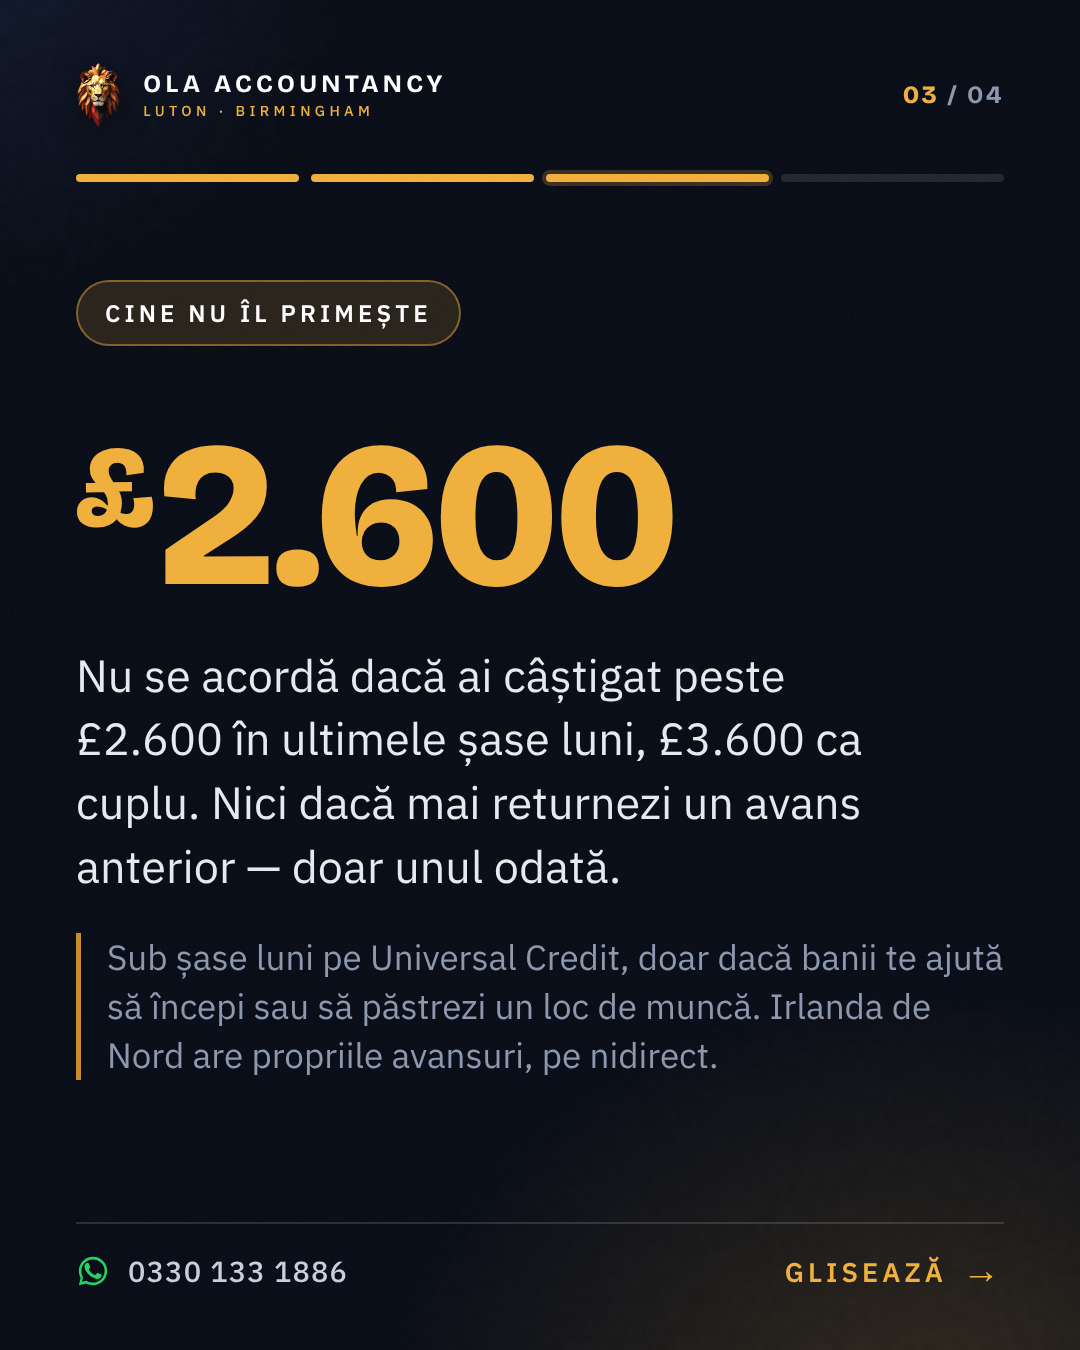 OLA ACCOUNTANCY
LUTON · BIRMINGHAM
03 / 04
CINE NU ÎL PRIMEȘTE
£2.600
Nu se acordă dacă ai câștigat peste
£2.600 în ultimele șase luni, £3.600 ca
cuplu. Nici dacă mai returnezi un avans
anterior — doar unul odată.
Sub șase luni pe Universal Credit, doar dacă banii te ajută
să începi sau să păstrezi un loc de muncă. Irlanda de
Nord are propriile avansuri, pe nidirect.
0330 133 1886
GLISEAZĂ →